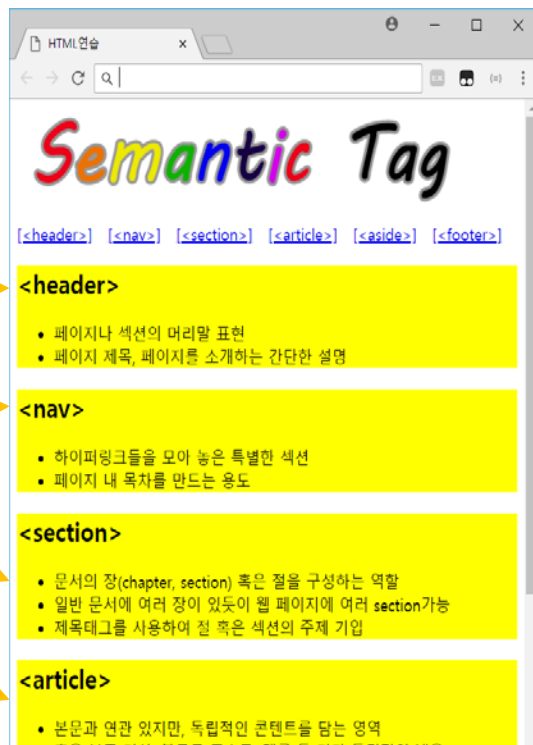 HTML연습
Semantic Tag
[<header>] [<nav>] [<section>] [<article>] [<aside>] [<footer>]
<header>
• 페이지나 섹션의 머리말 표현
• 페이지 제목, 페이지를 소개하는 간단한 설명
<nav>
• 하이퍼링크들을 모아 놓은 특별한 섹션
• 페이지 내 목차를 만드는 용도
<section>
• 문서의 장(chapter, section) 혹은 절을 구성하는 역할
• 일반 문서에 여러 장이 있듯이 웹 페이지에 여러 section가능
• 제목태그를 사용하여 절 혹은 섹션의 주제 기입
<article>
• 본문과 연관 있지만, 독립적인 콘텐트를 담는 영역